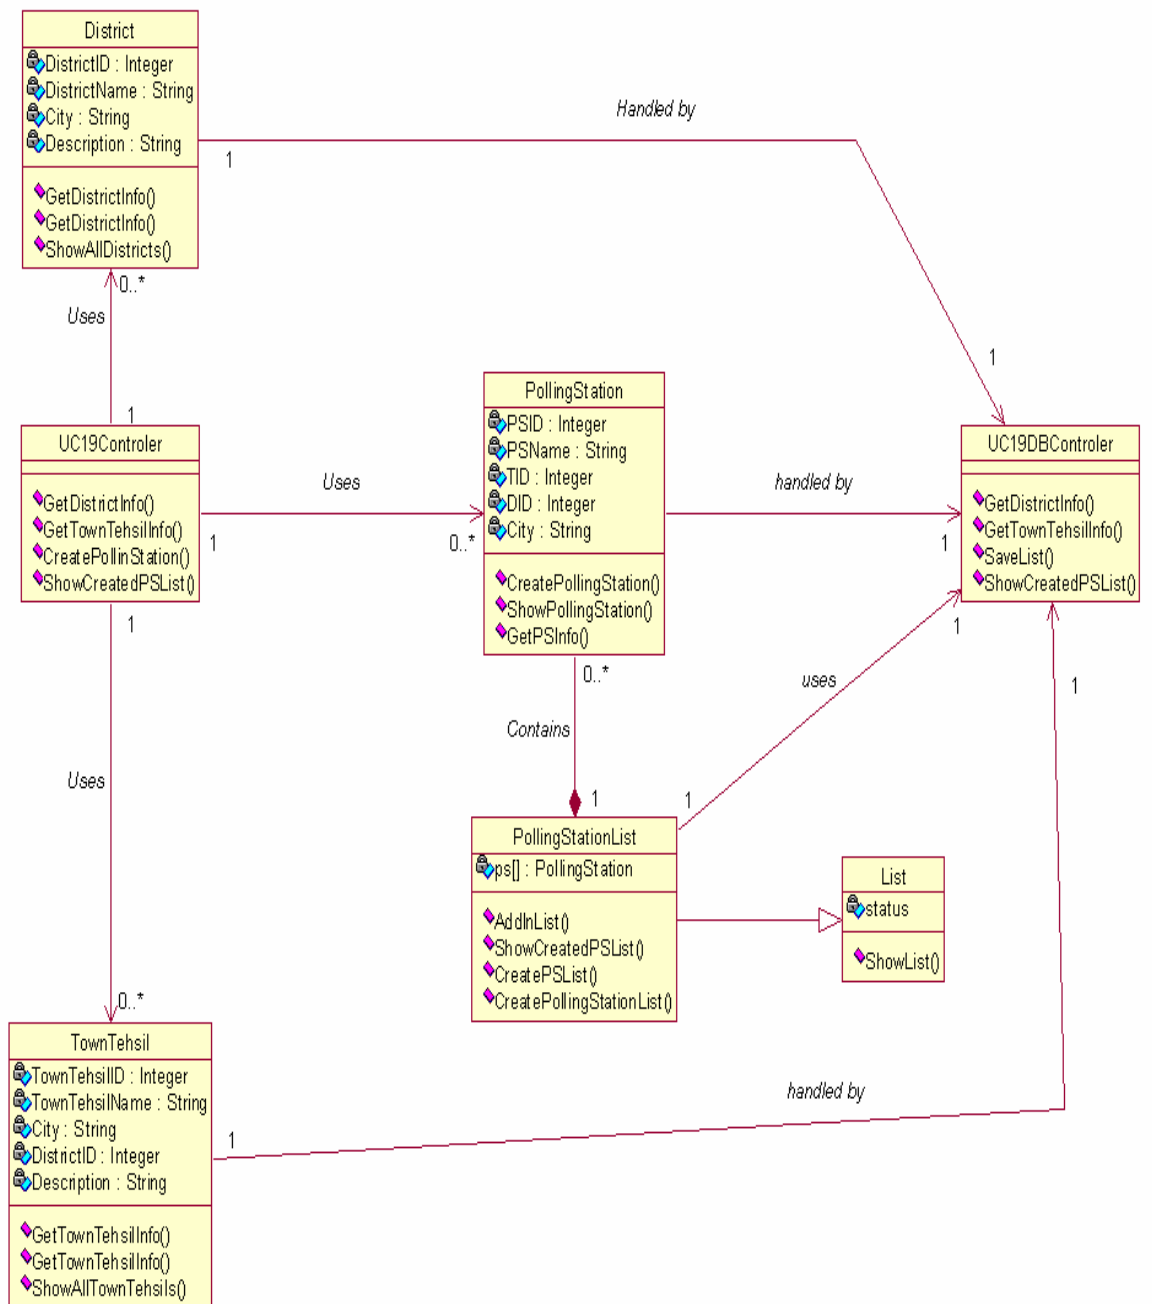 District
DistrictID : Integer
DistrictName : String
City : String
Description : String
GetDistrictInfo()
GetDistrictInfo()
ShowAllDistricts()
Handled by
1
1
0..*
Uses
1
UC19Controler
GetDistrictInfo()
GetTownTehsilInfo()
CreatePollinStation()
ShowCreatedPSList()
Uses
1
0..*
PollingStation
PSID : Integer
PSName : String
TID : Integer
DID : Integer
City : String
CreatePollingStation()
ShowPollingStation()
GetPSInfo()
handled by
1
UC19DBControler
GetDistrictInfo()
GetTownTehsilInfo()
SaveList()
ShowCreatedPSList()
1
Uses
0..*
0..*
Contains
1
1
uses
1
1
PollingStationList
ps[] : PollingStation
AddInList()
ShowCreatedPSList()
CreatePSList()
CreatePollingStationList()
List
status
ShowList()
TownTehsil
TownTehsilID : Integer
TownTehsilName : String
City : String
DistrictID : Integer
Description : String
GetTownTehsilInfo()
GetTownTehsilInfo()
ShowAllTownTehsils()
1
handled by